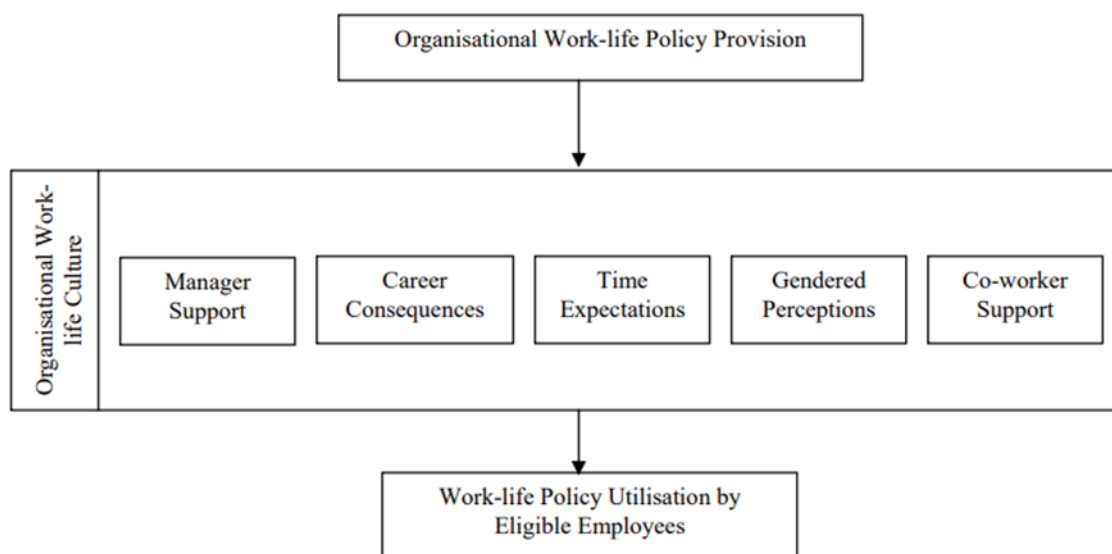 Organisational Work-life Policy Provision
Organisational Work-
life Culture
Manager
Support
Career
Consequences
Time
Expectations
Gendered
Perceptions
Co-worker
Support
Work-life Policy Utilisation by
Eligible Employees